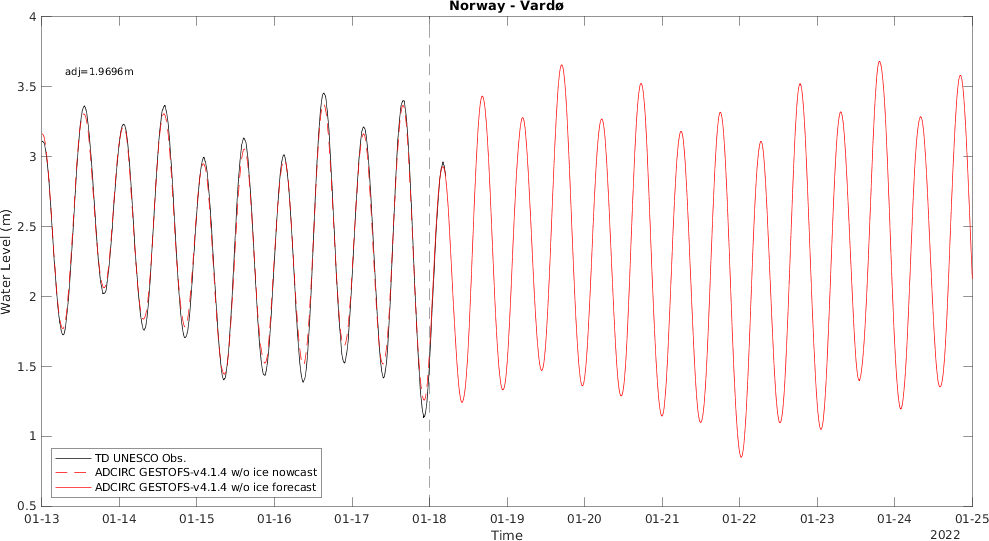 Norway - Vardø
4
adj=1.9696m
3.5
3
2.5
2
1.5
1
0.5
Water Level (m)
TD UNESCO Obs.
ADCIRC GESTOFS-v4.1.4 w/o ice nowcast
ADCIRC GESTOFS-v4.1.4 w/o ice forecast
01-13 01-14 01-15 01-16 01-17 01-18 01-19 01-20 01-21 01-22 01-23 01-24 01-25
Time
2022